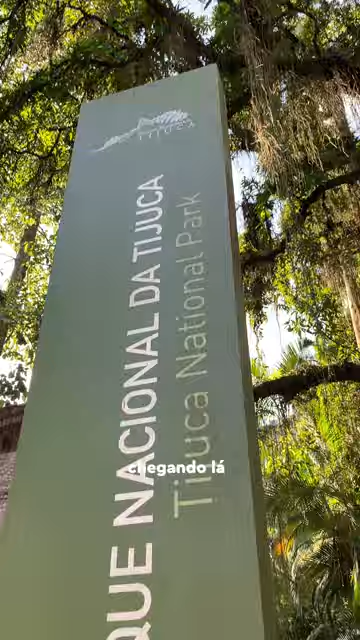 TIJUCA
QUE NACIONAL DA TIJUCA
Tijuca National Park
chegando lá